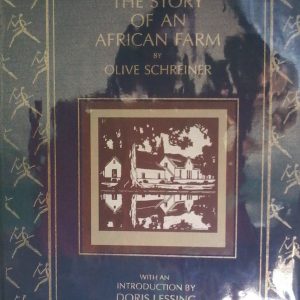 THE STORY
OF AN
AFRICAN FARM
BY
OLIVE SCHREINER
WITH AN
INTRODUCTION BY
DORIS LESSING